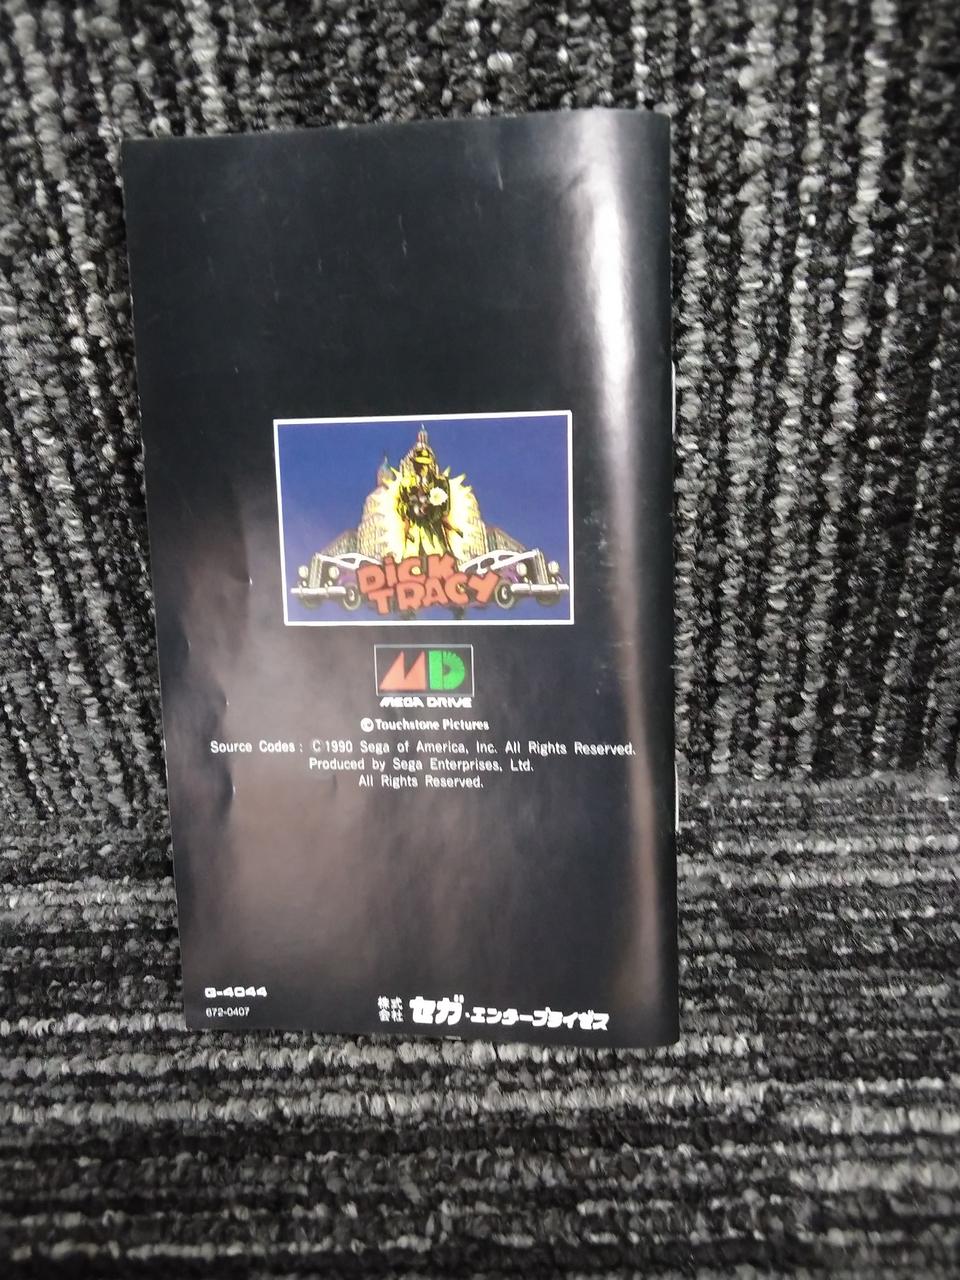 DICK
TRACY
MD
MEGA DRIVE
©Touchstone Pictures
Source Codes : ©1990 Sega of America, Inc. All Rights Reserved.
Produced by Sega Enterprises, Ltd.
All Rights Reserved.
G-4044
672-0407
株式会社 セガ・エンタープライゼス